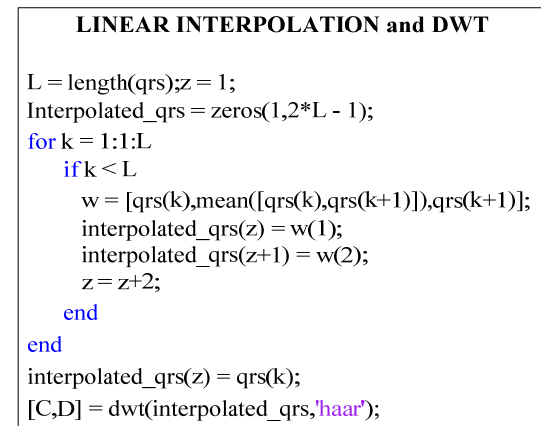 LINEAR INTERPOLATION and DWT
L = length(qrs);z = 1;
Interpolated_qrs = zeros(1,2*L - 1);
for k = 1:1:L
if k < L
w = [qrs(k),mean([qrs(k),qrs(k+1)]),qrs(k+1)];
interpolated_qrs(z) = w(1);
interpolated_qrs(z+1) = w(2);
z = z+2;
end
end
interpolated_qrs(z) = qrs(k);
[C,D] = dwt(interpolated_qrs,'haar');